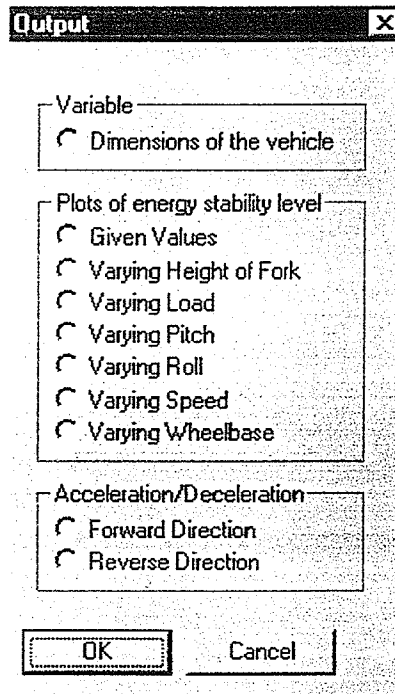 Output
Variable
Dimensions of the vehicle
Plots of energy stability level
Given Values
Varying Height of Fork
Varying Load
Varying Pitch
Varying Roll
Varying Speed
Varying Wheelbase
Acceleration/Deceleration
Forward Direction
Reverse Direction
OK
Cancel